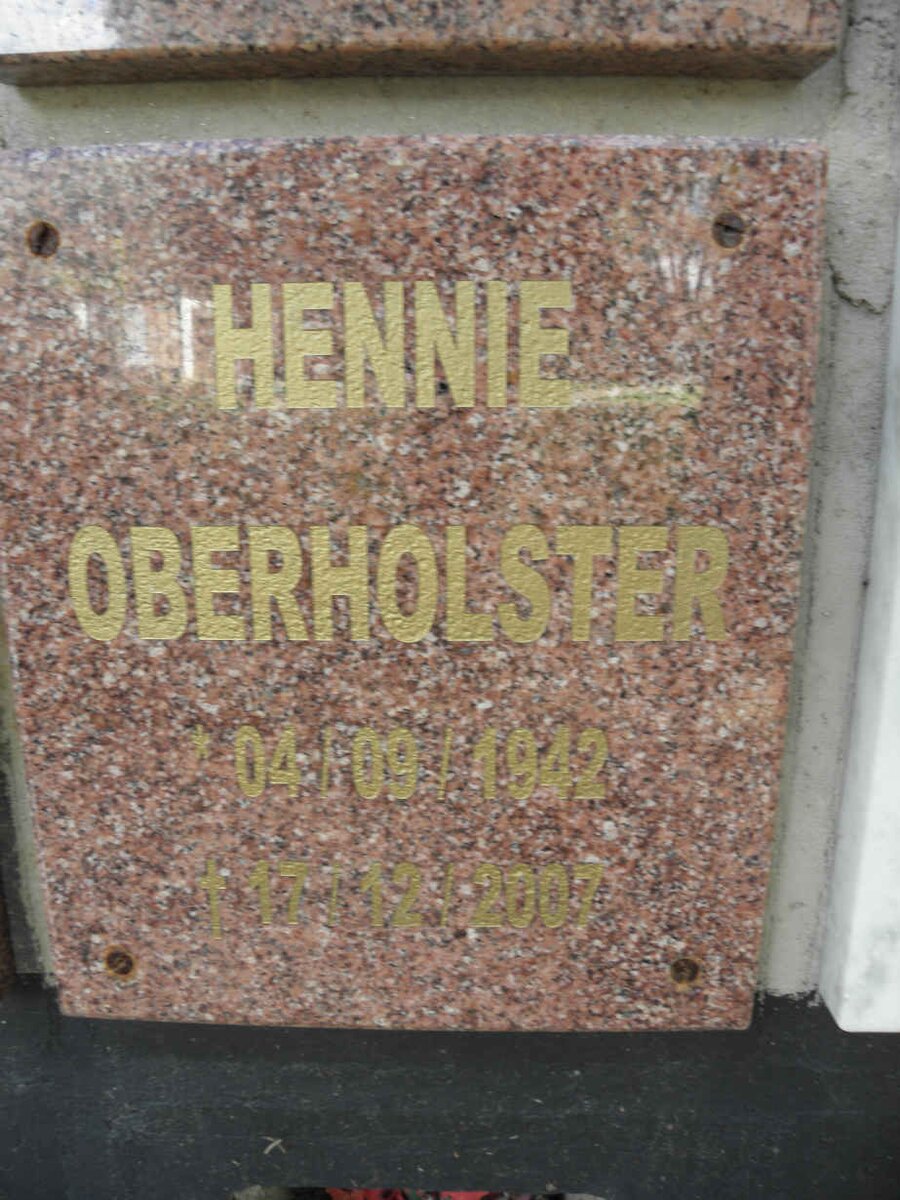 HENNIE
OBERHOLSTER
* 04 / 09 / 1942
† 17 / 12 / 2007